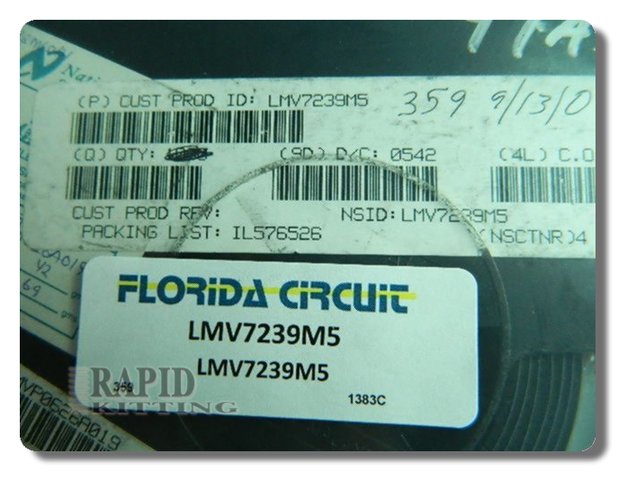 Nati
(P) CUST PROD ID: LMV7239M5
359 9/13/0
(Q) QTY:
(9D) D/C: 0542
(4L) C.O
CUST PROD REV:
NSID: LMV7239M5
PACKING LIST: IL576526
(NSCTNR)4
FLORIDA CIRCUIT
LMV7239M5
LMV7239M5
359
1383C
RAPID
KITTING